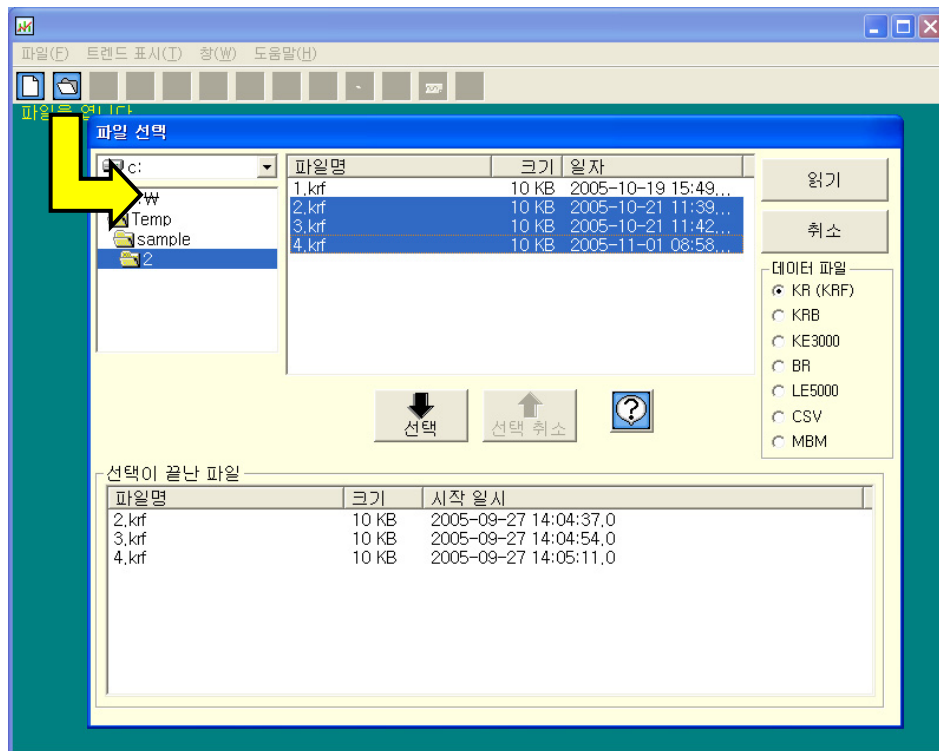 파일(F) 트렌드 표시(T) 창(W) 도움말(H)
파일을 엽니다
파일 선택
c:
₩
Temp
sample
2
파일명 크기 일자
1.krf 10 KB 2005-10-19 15:49...
2.krf 10 KB 2005-10-21 11:39...
3.krf 10 KB 2005-10-21 11:42...
4.krf 10 KB 2005-11-01 08:58...
읽기
취소
데이터 파일
KR (KRF)
KRB
KE3000
BR
LE5000
CSV
MBM
선택
선택 취소
선택이 끝난 파일
파일명 크기 시작 일시
2.krf 10 KB 2005-09-27 14:04:37.0
3.krf 10 KB 2005-09-27 14:04:54.0
4.krf 10 KB 2005-09-27 14:05:11.0